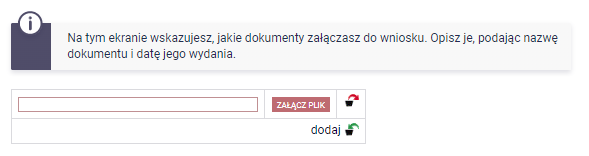 Na tym ekranie wskazujesz, jakie dokumenty załączasz do wniosku. Opisz je, podając nazwę
dokumentu i datę jego wydania.
ZAŁĄCZ PLIK
dodaj